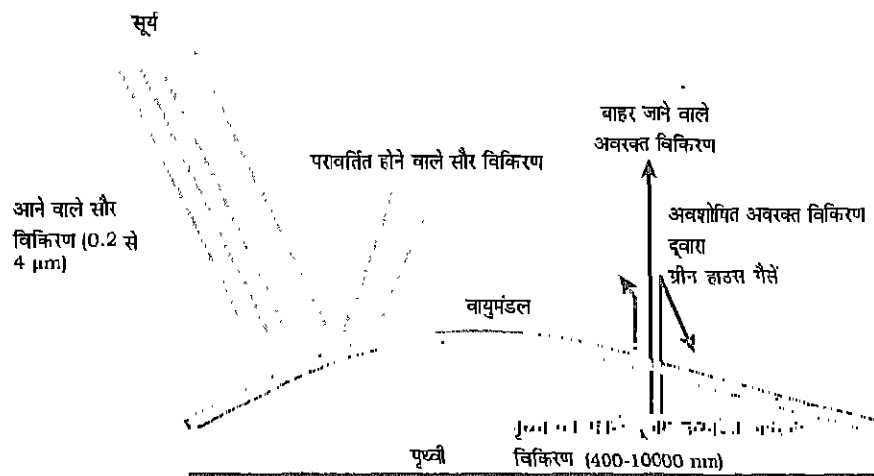 सूर्य
बाहर जाने वाले
अवरक्त विकिरण
परावर्तित होने वाले सौर विकिरण
आने वाले सौर
विकिरण (0.2 से
4 µm)
अवशोषित अवरक्त विकिरण
द्वारा
ग्रीन हाउस गैसें
वायुमंडल
पृथ्वी
विकिरण (400-10000 nm)